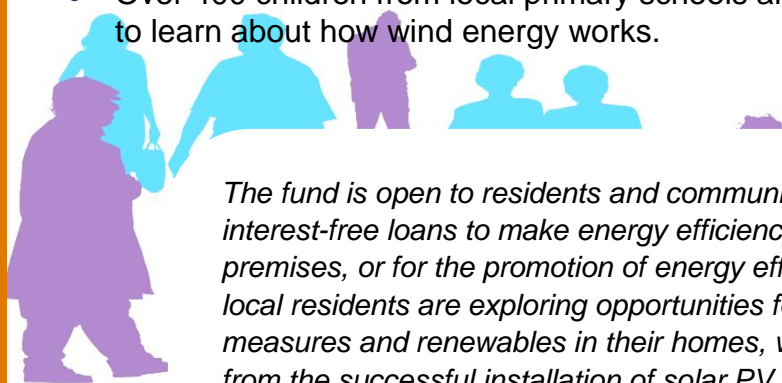 Over 400 children from local primary schools a
to learn about how wind energy works.
The fund is open to residents and communi
interest-free loans to make energy efficienc
premises, or for the promotion of energy eff
local residents are exploring opportunities f
measures and renewables in their homes, v
from the successful installation of solar PV